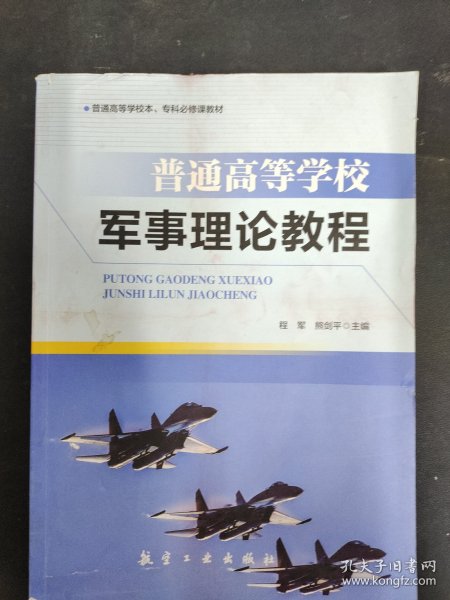 ●普通高等学校本、专科必修课教材
普通高等学校
军事理论教程
PUTONG GAODENG XUEXIAO
JUNSHI LILUN JIAOCHENG
程 军 熊剑平◎主编
航空工业出版社
孔夫子旧书网
www.kongfz.com